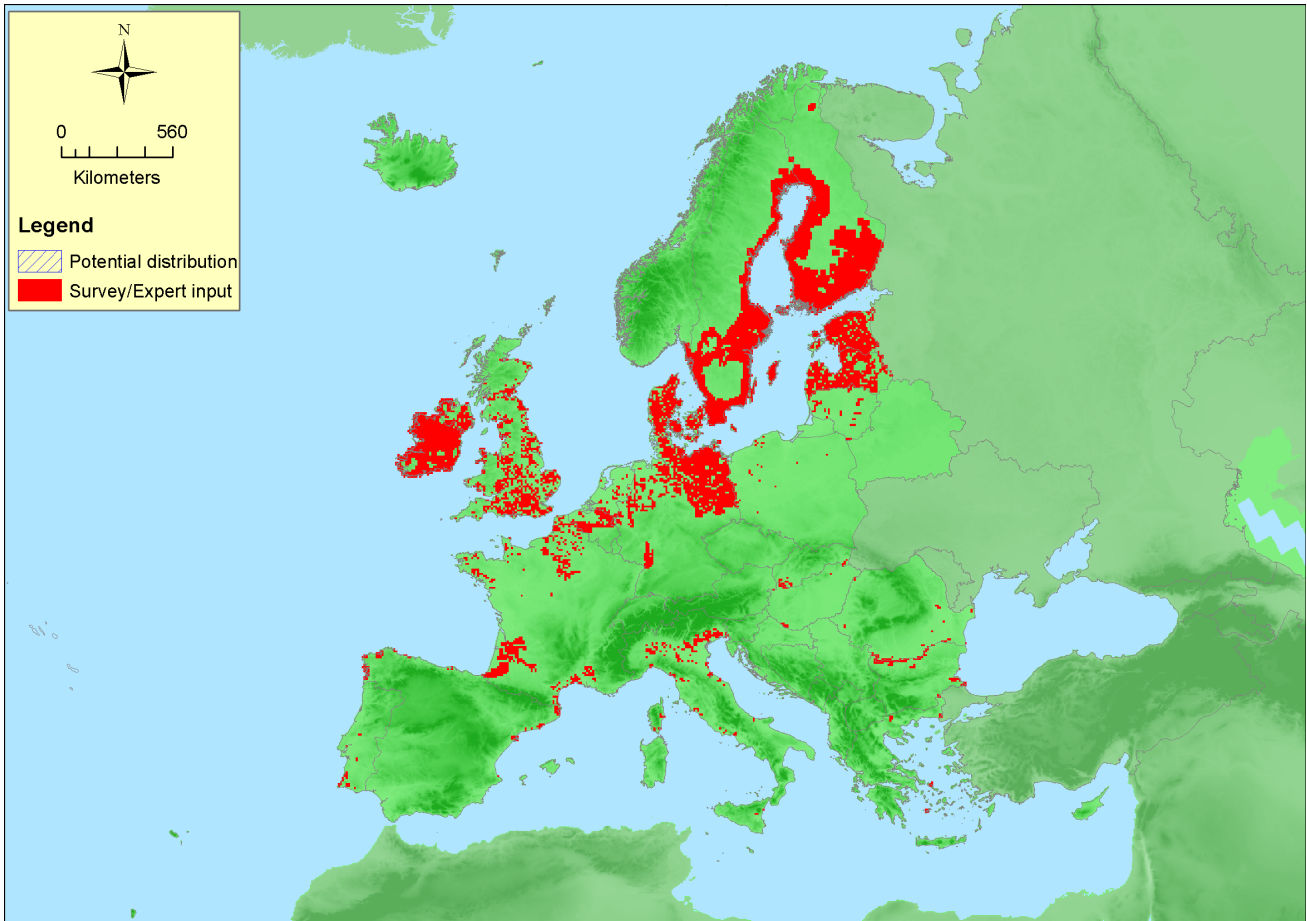 N
0 560
Kilometers
Legend
Potential distribution
Survey/Expert input